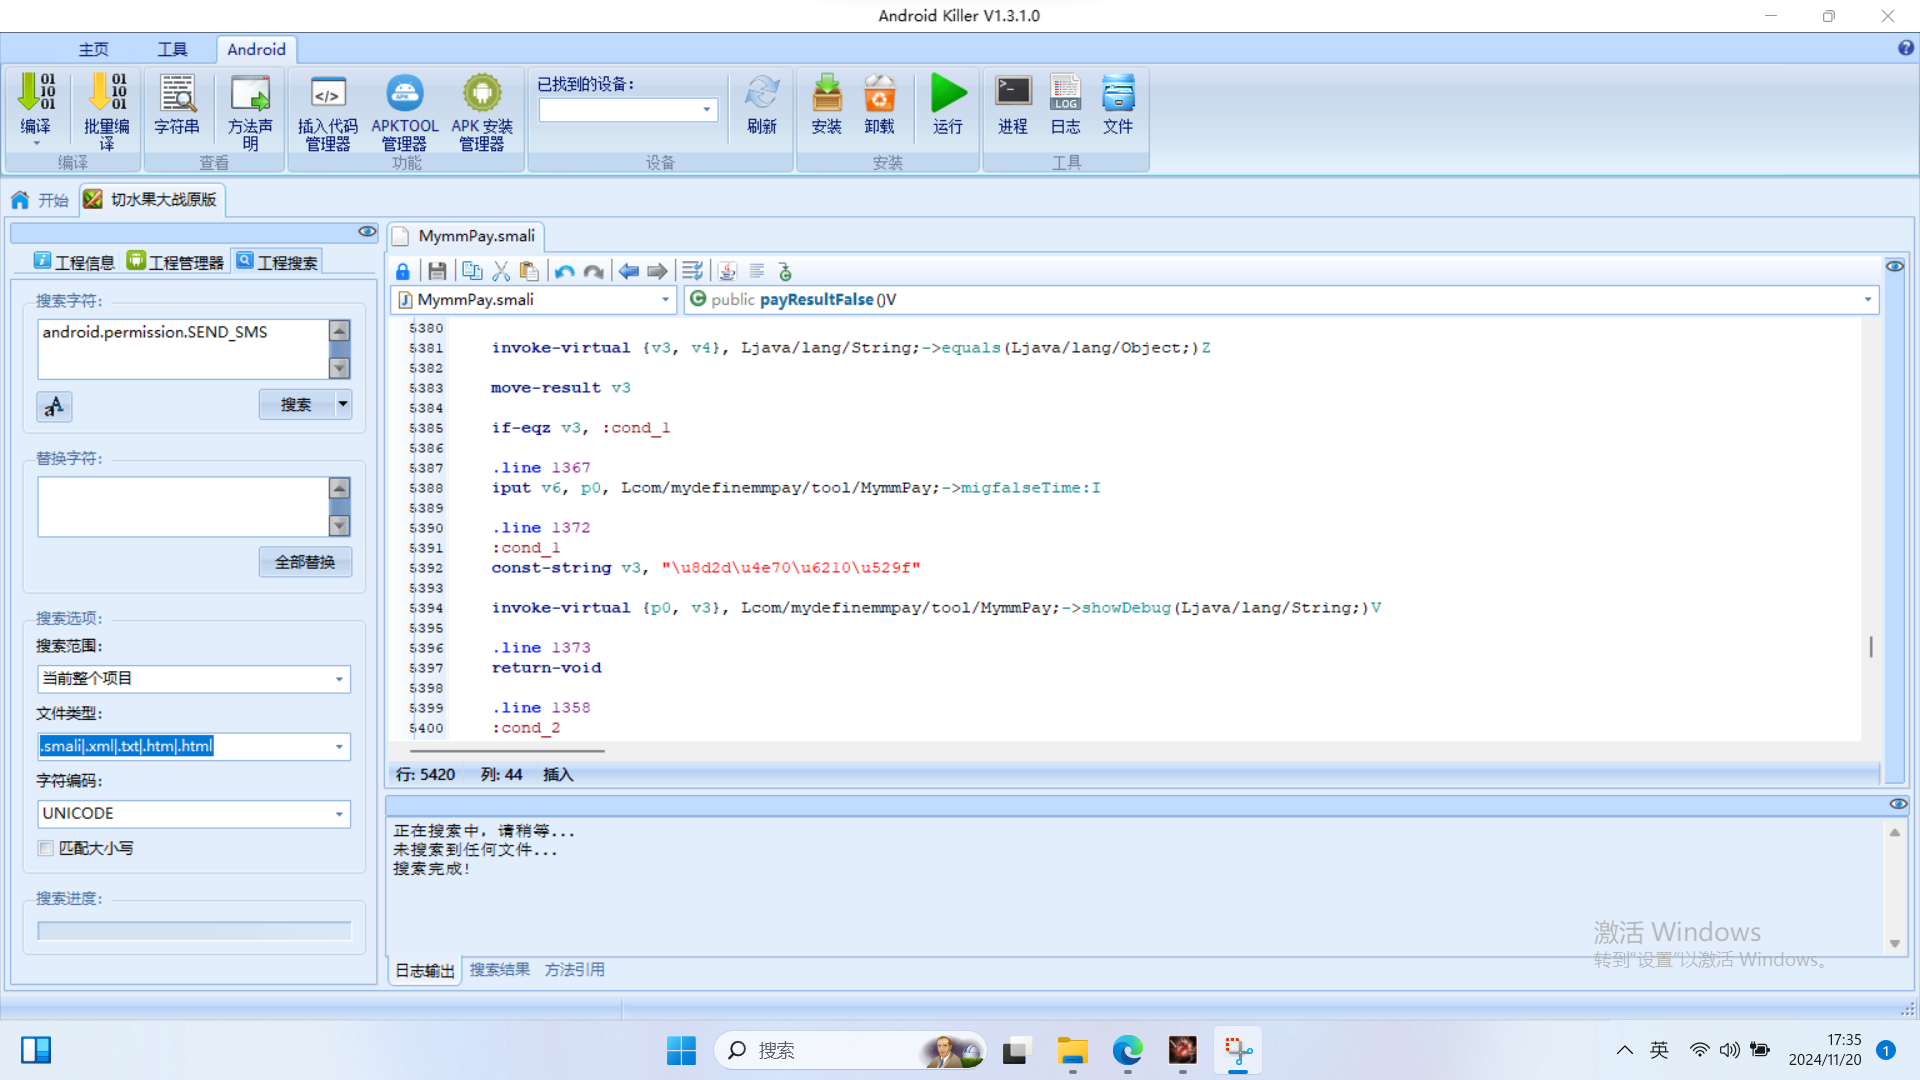 Android Killer V1.3.1.0
主页 工具 Android
编译 批量编译 字符串 方法声明 插入代码管理器 APKTOOL 管理器 APK 安装管理器 已找到的设备: 刷新 安装 卸载 运行 进程 日志 文件
编译 查看 功能 设备 安装 工具
开始 切水果大战原版
工程信息 工程管理器 工程搜索
搜索字符:
android.permission.SEND_SMS
搜索
替换字符:
全部替换
搜索选项:
搜索范围:
当前整个项目
文件类型:
.smali|.xml|.txt|.htm|.html
字符编码:
UNICODE
匹配大小写
搜索进度:
MymmPay.smali
MymmPay.smali public payResultFalse()V
5380
5381 invoke-virtual {v3, v4}, Ljava/lang/String;->equals(Ljava/lang/Object;)Z
5382
5383 move-result v3
5384
5385 if-eqz v3, :cond_1
5386
5387 .line 1367
5388 iput v6, p0, Lcom/mydefinemmpay/tool/MymmPay;->migfalseTime:I
5389
5390 .line 1372
5391 :cond_1
5392 const-string v3, "\u8d2d\u4e70\u6210\u529f"
5393
5394 invoke-virtual {p0, v3}, Lcom/mydefinemmpay/tool/MymmPay;->showDebug(Ljava/lang/String;)V
5395
5396 .line 1373
5397 return-void
5398
5399 .line 1358
5400 :cond_2
行: 5420 列: 44 插入
正在搜索中, 请稍等...
未搜索到任何文件...
搜索完成!
日志输出 搜索结果 方法引用
激活 Windows
转到"设置"以激活 Windows。
搜索
英
17:35
2024/11/20
1